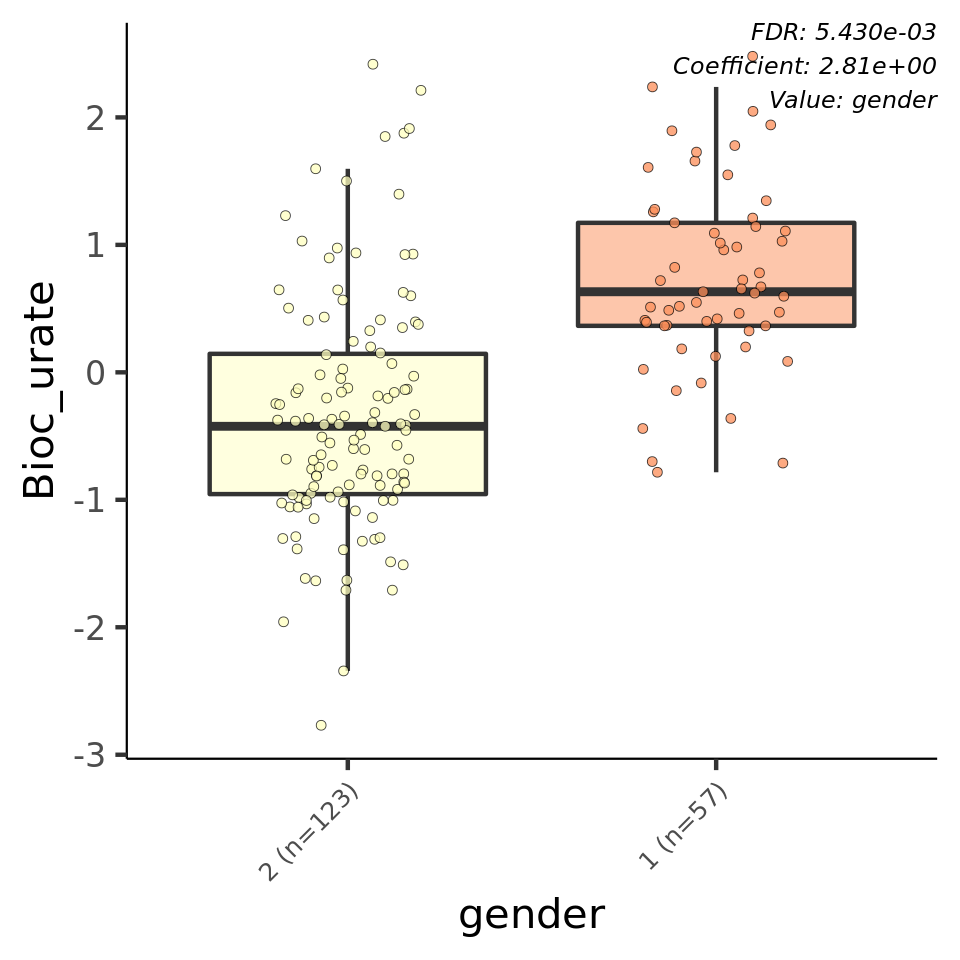 FDR: 5.430e-03
Coefficient: 2.81e+00
Value: gender
Bioc_urate
2
1
0
-1
-2
-3
2 (n=123)
1 (n=57)
gender